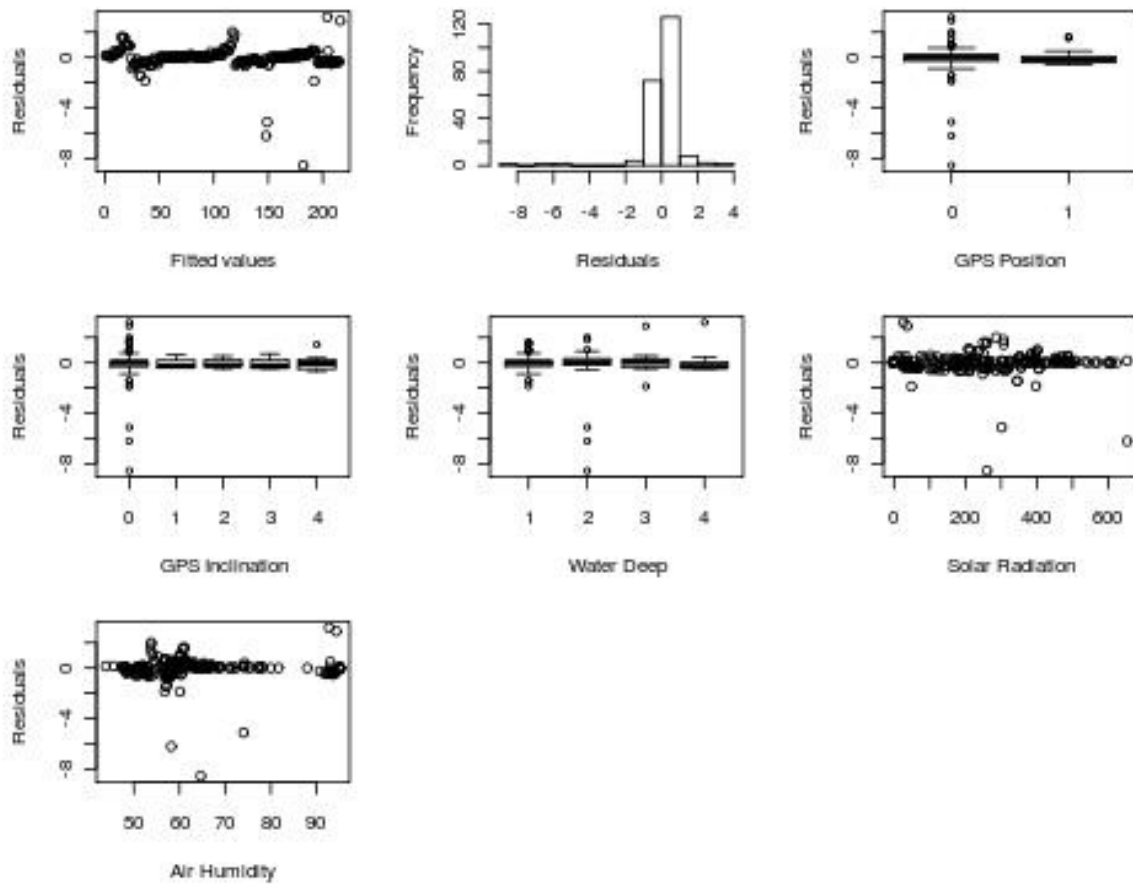 Residuals
0
-4
-8
0 50 100 150 200
Fitted values
Frequency
120
80
40
0
-8 -6 -4 -2 0 2 4
Residuals
Residuals
0
-4
-8
0 1
GPS Position
Residuals
0
-4
-8
0 1 2 3 4
GPS Inclination
Residuals
0
-4
-8
1 2 3 4
Water Deep
Residuals
0
-4
-8
0 200 400 600
Solar Radiation
Residuals
0
-4
-8
50 60 70 80 90
Air Humidity